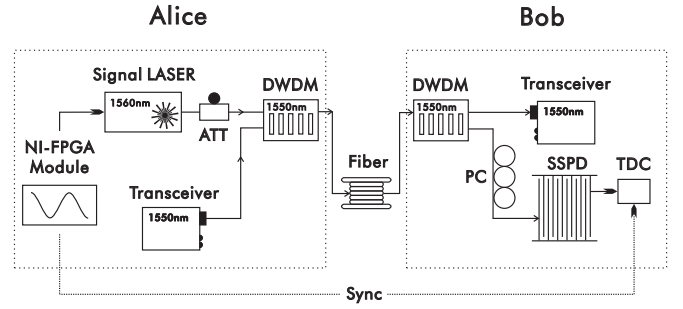 Alice
Bob
Signal LASER
1560nm
ATT
DWDM
1550nm
NI-FPGA
Module
Transceiver
1550nm
Fiber
DWDM
1550nm
Transceiver
1550nm
PC
SSPD
TDC
Sync